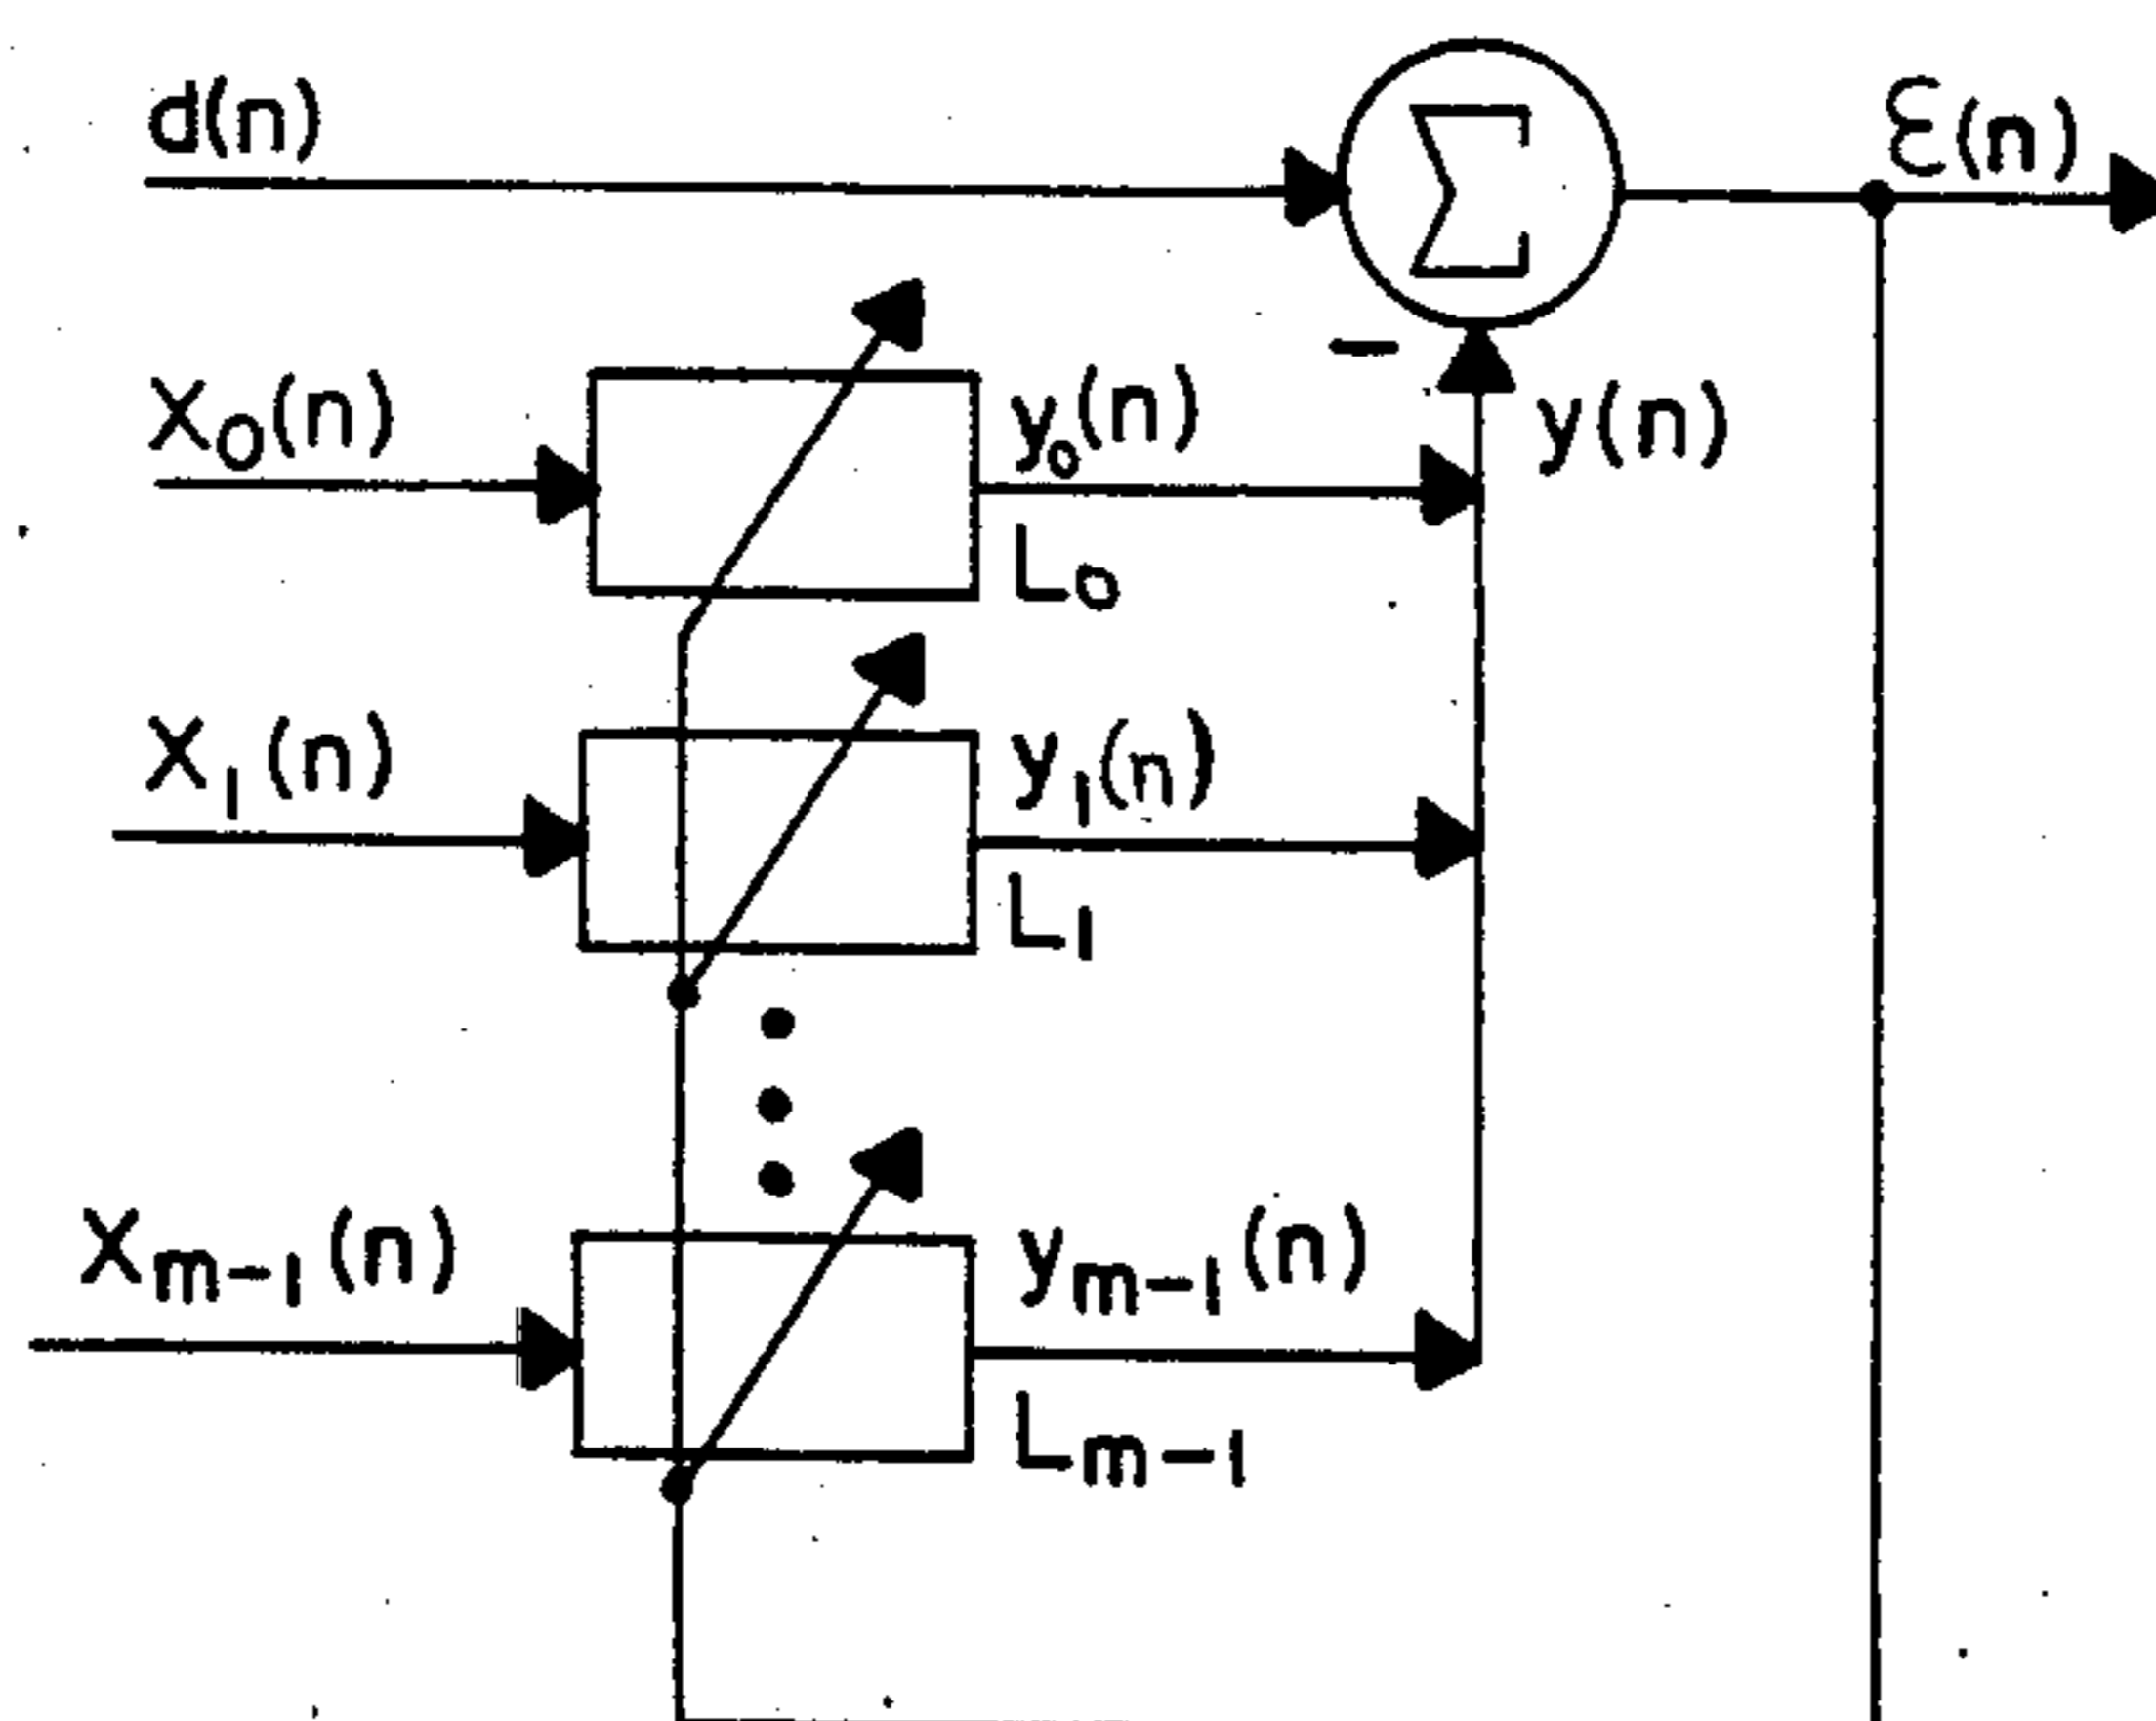 d(n)
Σ
ε(n)
X₀(n)
y₀(n)
–
y(n)
L₀
X₁(n)
y₁(n)
L₁
Xₘ₋₁(n)
yₘ₋₁(n)
Lₘ₋₁